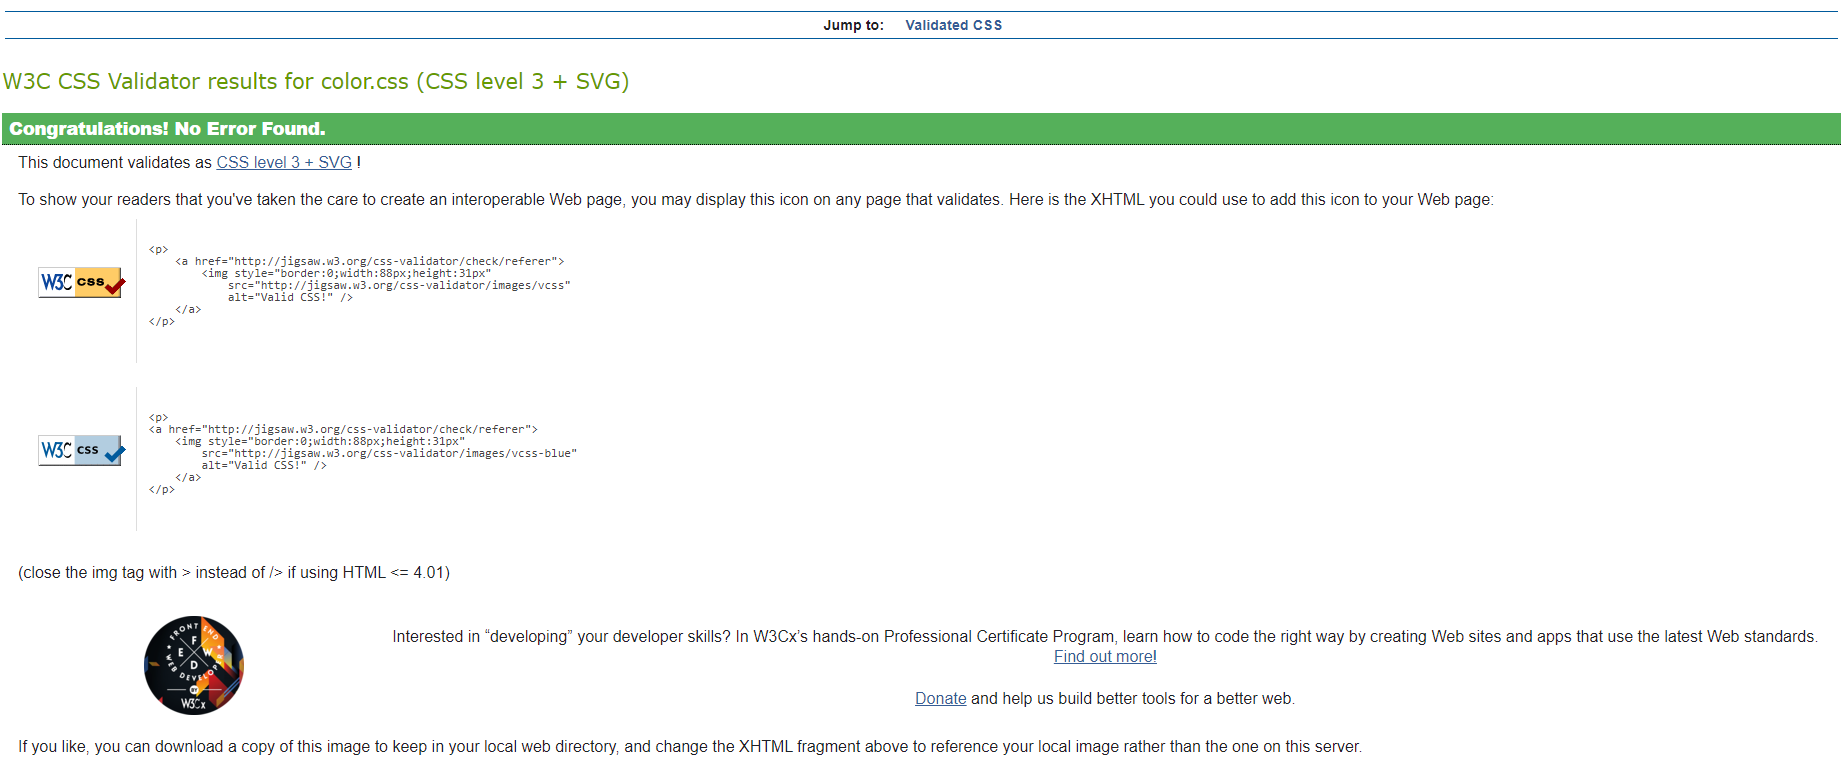 Jump to: Validated CSS
W3C CSS Validator results for color.css (CSS level 3 + SVG)
Congratulations! No Error Found.
This document validates as CSS level 3 + SVG !
To show your readers that you've taken the care to create an interoperable Web page, you may display this icon on any page that validates. Here is the XHTML you could use to add this icon to your Web page:
W3C css
<p>
<a href="http://jigsaw.w3.org/css-validator/check/referer">
<img style="border:0;width:88px;height:31px"
src="http://jigsaw.w3.org/css-validator/images/vcss"
alt="Valid CSS!" />
</a>
</p>
W3C css
<p>
<a href="http://jigsaw.w3.org/css-validator/check/referer">
<img style="border:0;width:88px;height:31px"
src="http://jigsaw.w3.org/css-validator/images/vcss-blue"
alt="Valid CSS!" />
</a>
</p>
(close the img tag with > instead of /> if using HTML <= 4.01)
FRONT END
F
E W
D
WEB DEVELOPER
BY
W3Cx
Interested in “developing” your developer skills? In W3Cx’s hands-on Professional Certificate Program, learn how to code the right way by creating Web sites and apps that use the latest Web standards.
Find out more!
Donate and help us build better tools for a better web.
If you like, you can download a copy of this image to keep in your local web directory, and change the XHTML fragment above to reference your local image rather than the one on this server.